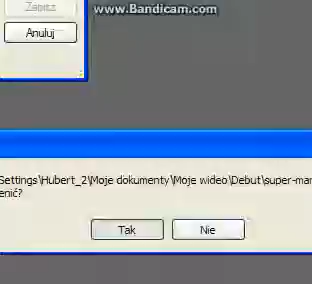 www.Bandicam.com
Zapisz
Anuluj
Settings\Hubert_2\Moje dokumenty\Moje wideo\Debut\super-mar
enić?
Tak
Nie